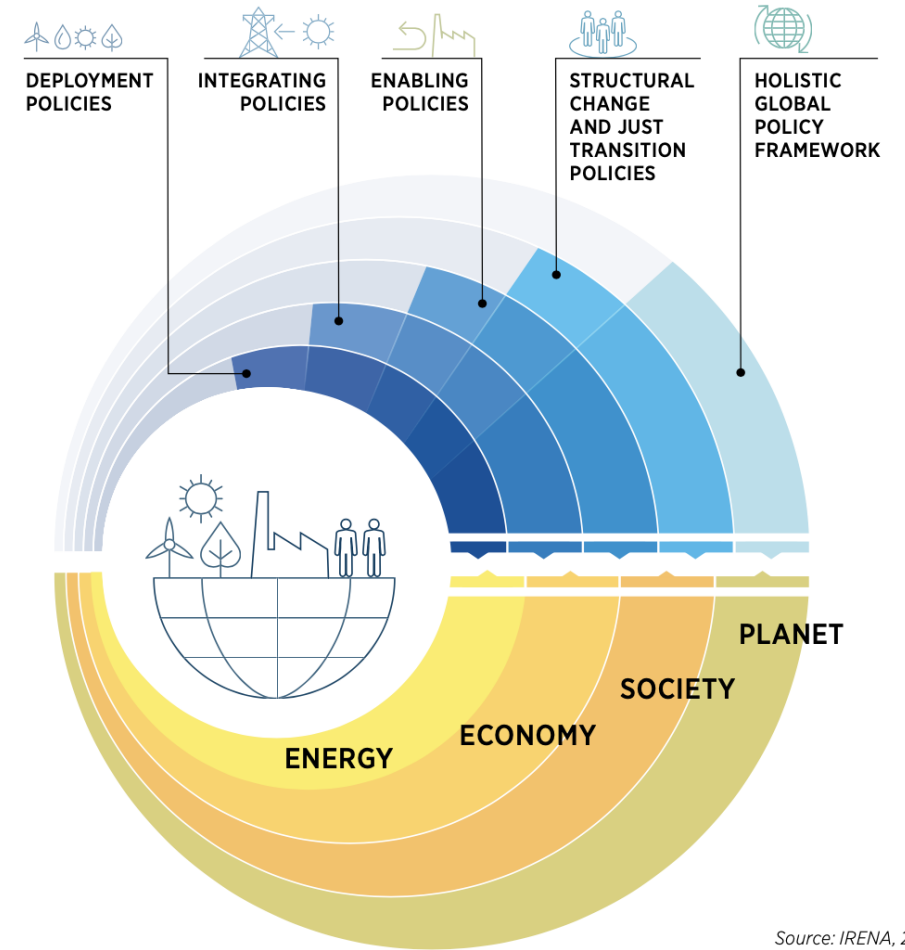 DEPLOYMENT
POLICIES
INTEGRATING
POLICIES
ENABLING
POLICIES
STRUCTURAL
CHANGE
AND JUST
TRANSITION
POLICIES
HOLISTIC
GLOBAL
POLICY
FRAMEWORK
PLANET
SOCIETY
ECONOMY
ENERGY
Source: IRENA,